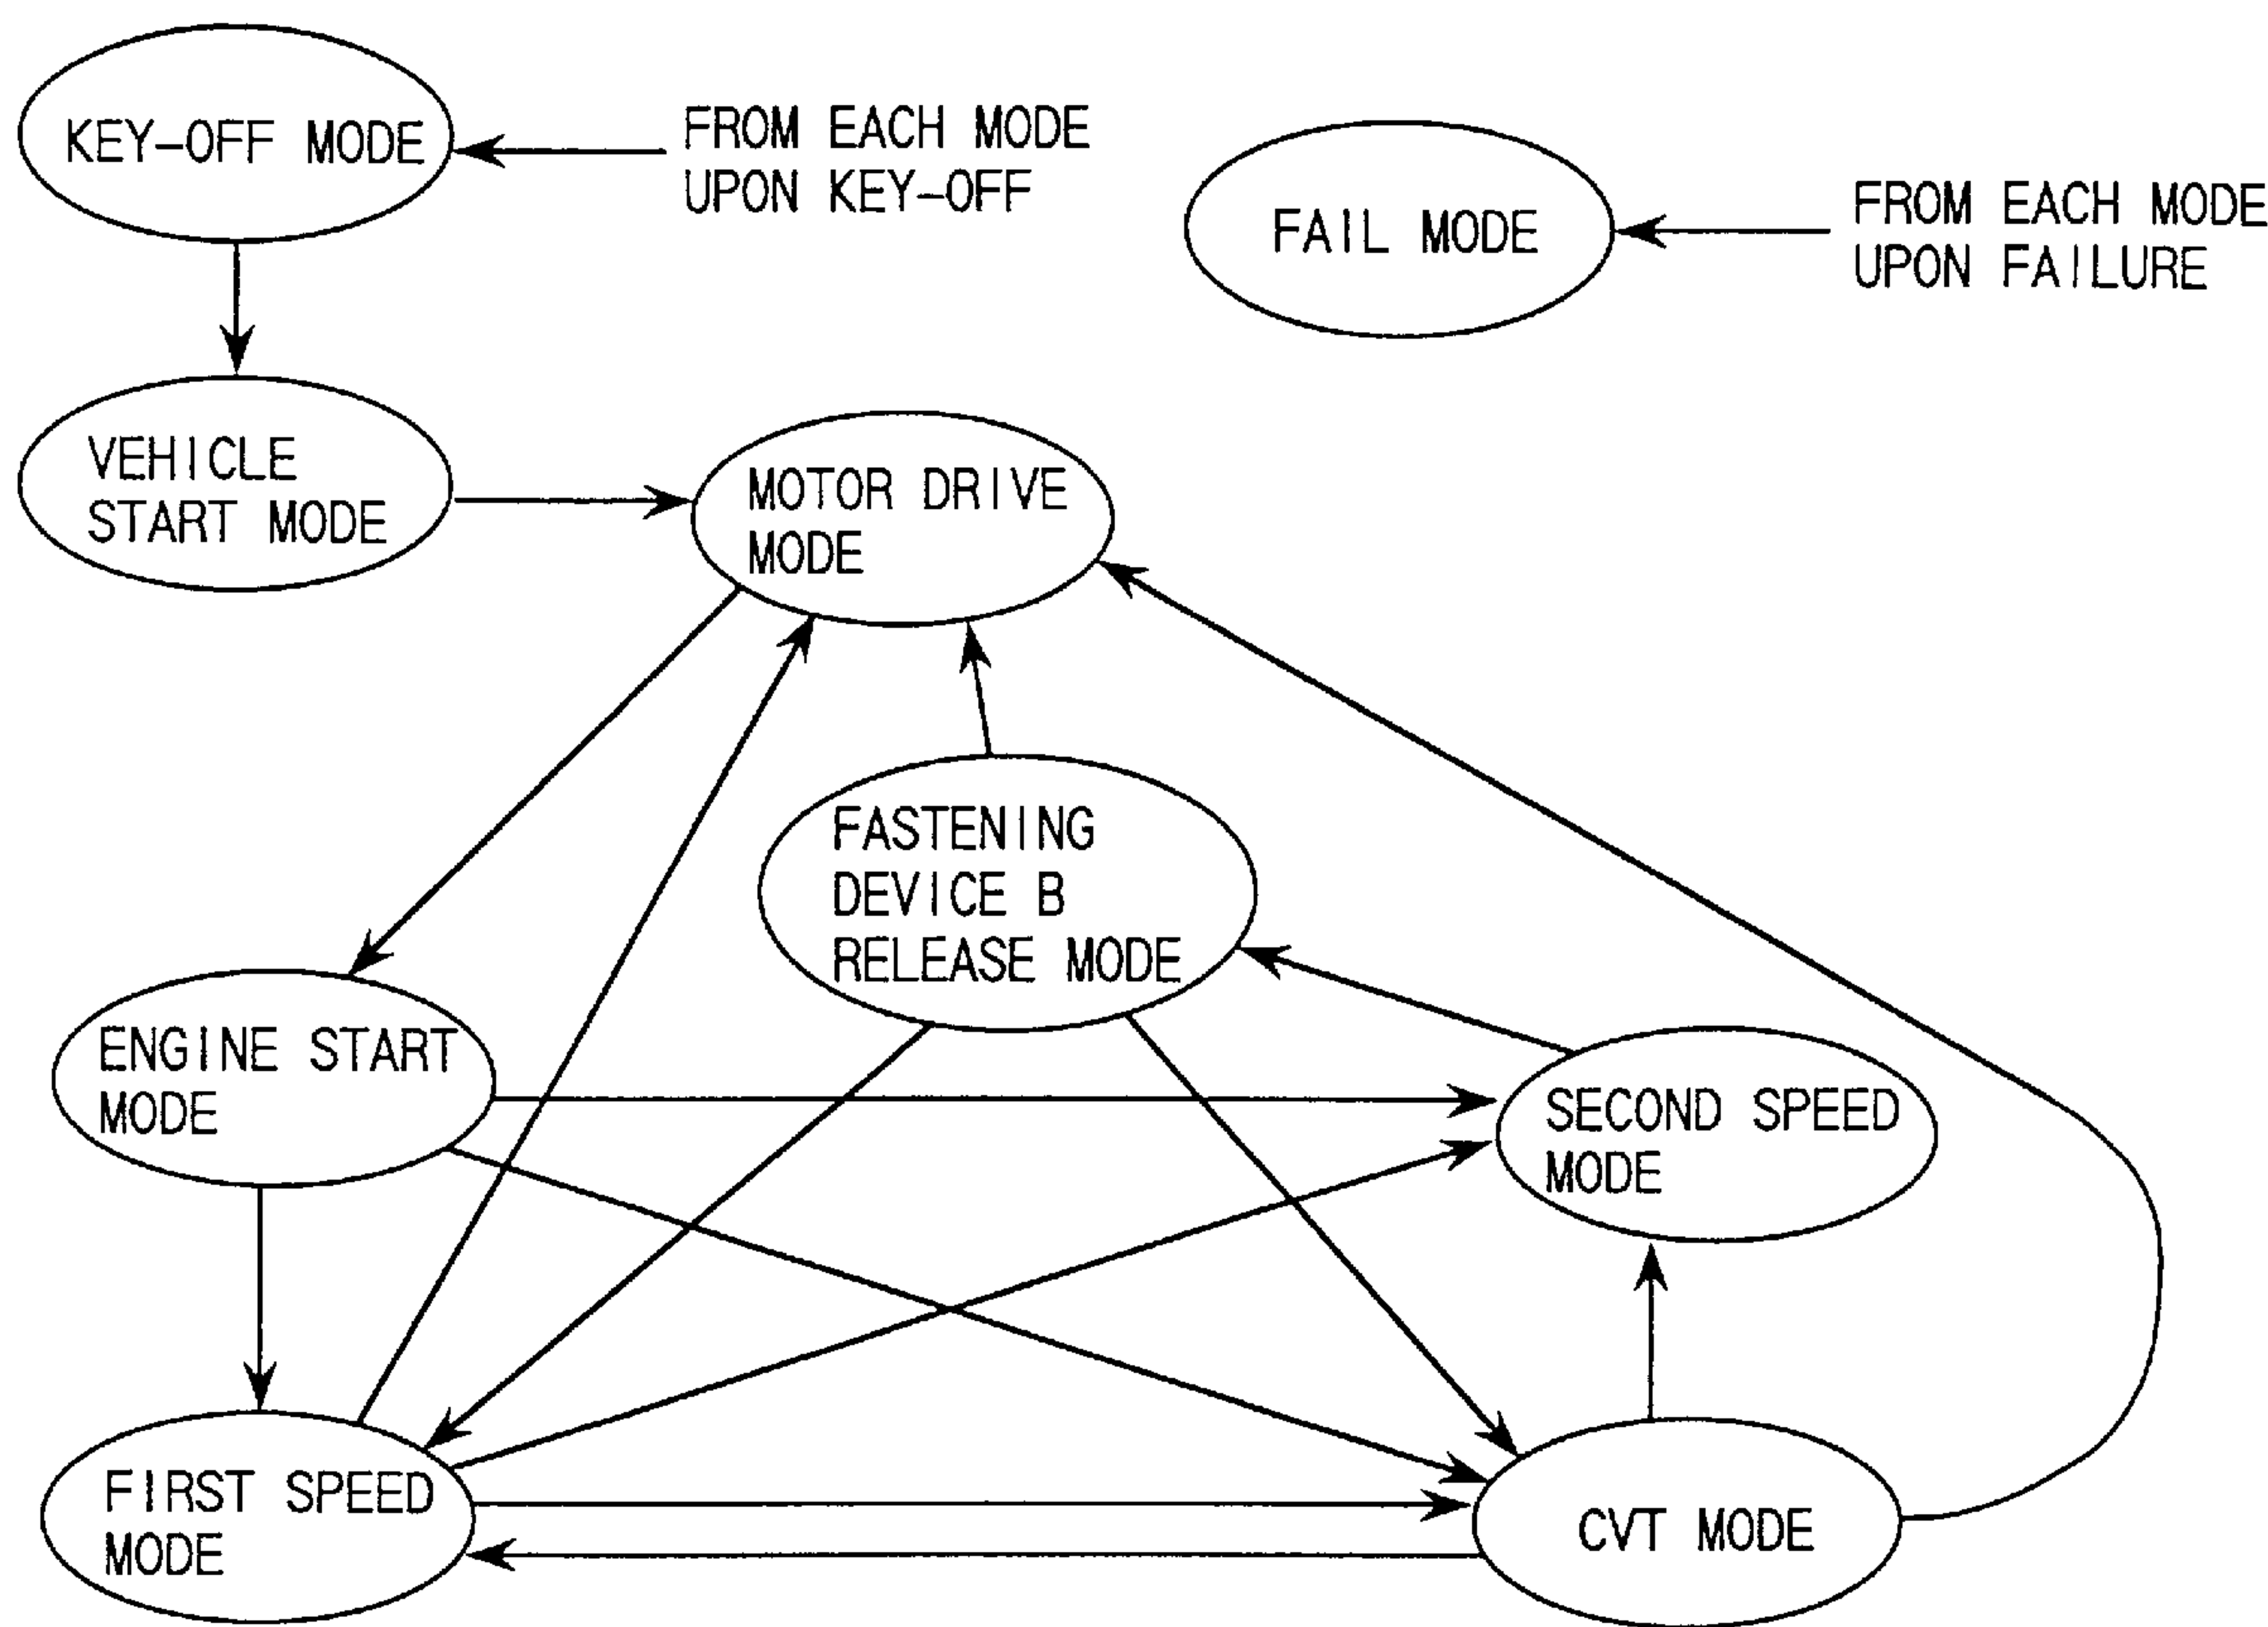 KEY-OFF MODE
FROM EACH MODE
UPON KEY-OFF
FAIL MODE
FROM EACH MODE
UPON FAILURE
VEHICLE
START MODE
MOTOR DRIVE
MODE
FASTENING
DEVICE B
RELEASE MODE
ENGINE START
MODE
SECOND SPEED
MODE
FIRST SPEED
MODE
CVT MODE